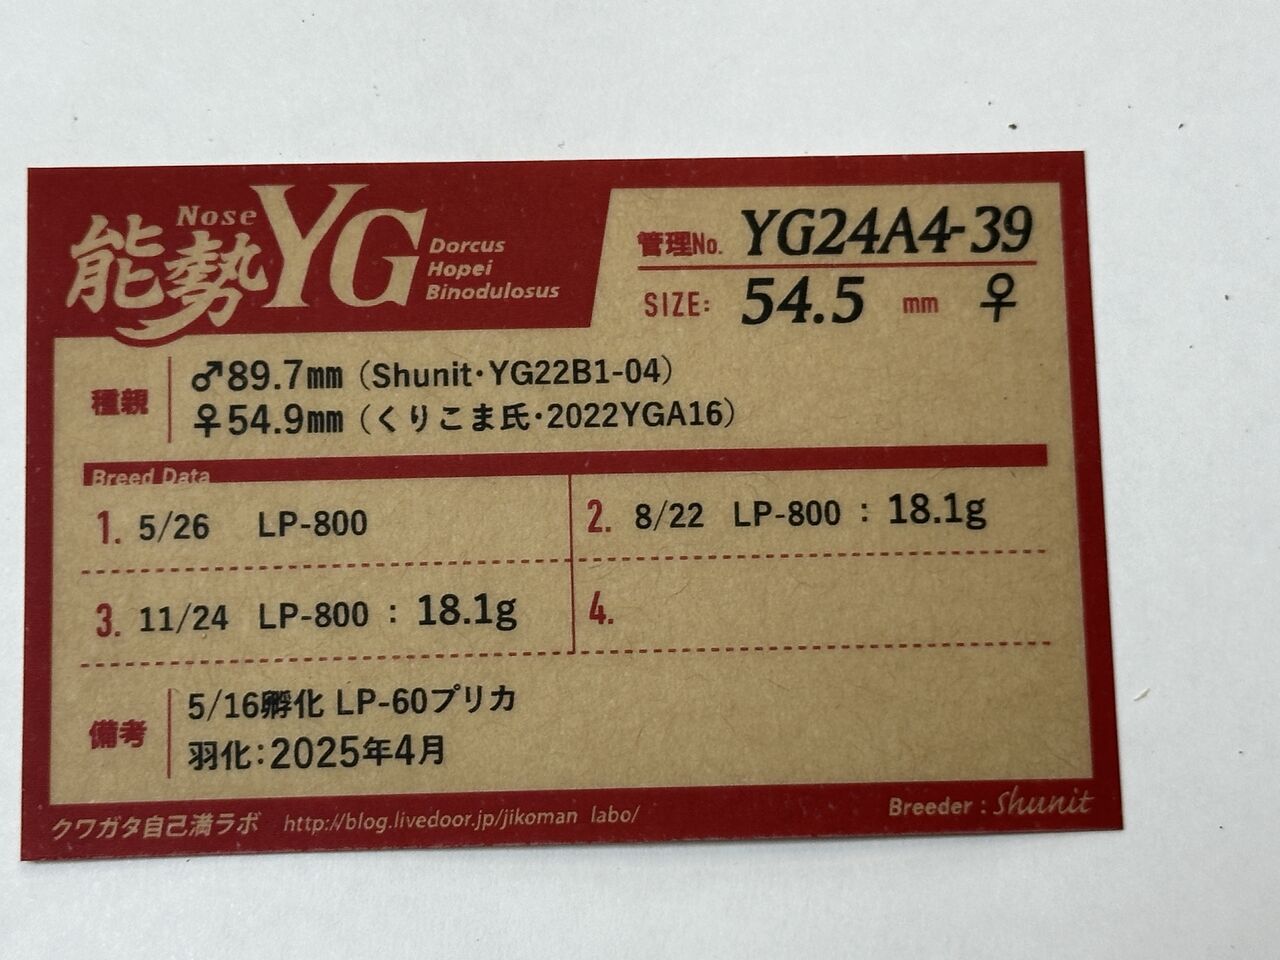 Nose
能勢YG
Dorcus
Hopei
Binodulosus
管理No. YG24A4-39
SIZE: 54.5 mm ♀
種親
♂89.7㎜（Shunit・YG22B1-04）
♀54.9㎜（くりこま氏・2022YGA16）
Breed Data
1. 5/26 LP-800
2. 8/22 LP-800：18.1g
3. 11/24 LP-800：18.1g
4.
備考
5/16孵化 LP-60プリカ
羽化：2025年4月
クワガタ自己満ラボ http://blog.livedoor.jp/jikoman labo/
Breeder : Shunit